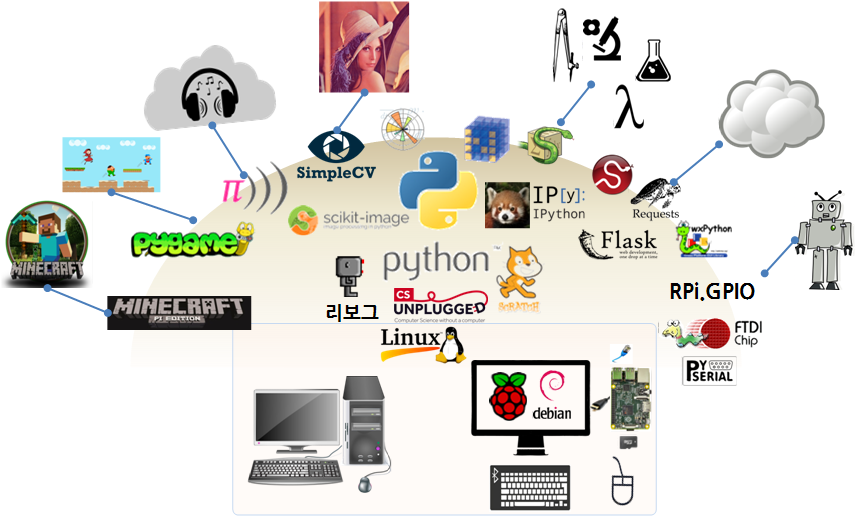 SimpleCV
π
λ
scikit-image
image processing in python
IP[y]:
IPython
Requests
pygame
Flask
web development,
one drop at a time
wxPython
MINECRAFT
python™
SCRATCH
RPi.GPIO
MINECRAFT
PI EDITION
리보그
CS
UNPLUGGED
Computer Science without a computer
FTDI
Chip
Linux
PY
SERIAL
debian